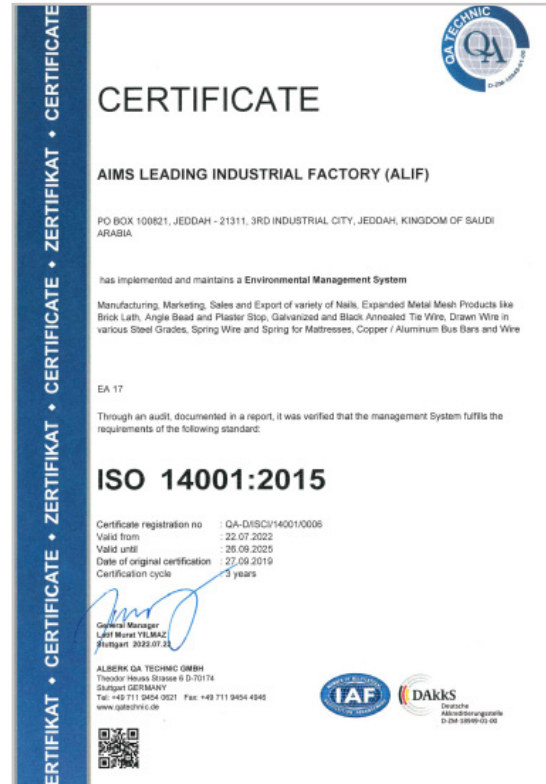 CERTIFICATE
AIMS LEADING INDUSTRIAL FACTORY (ALIF)
PO BOX 100821, JEDDAH - 21311, 3RD INDUSTRIAL CITY, JEDDAH, KINGDOM OF SAUDI
ARABIA
has implemented and maintains a Environmental Management System
Manufacturing, Marketing, Sales and Export of variety of Nails, Expanded Metal Mesh Products like
Brick Lath, Angle Bead and Plaster Stop, Galvanized and Black Annealed Tie Wire, Drawn Wire in
various Steel Grades, Spring Wire and Spring for Mattresses, Copper / Aluminum Bus Bars and Wire
EA 17
Through an audit, documented in a report, it was verified that the management System fulfills the
requirements of the following standard:
ISO 14001:2015
Certificate registration no : QA-D/ISCI/14001/0006
Valid from : 22.07.2022
Valid until : 26.09.2025
Date of original certification : 27.09.2019
Certification cycle : 3 years
General Manager
Latif Murat YILMAZ
Stuttgart 2022.07.22
ALBERK QA TECHNIC GMBH
Theodor Heuss Strasse 6 D-70174
Stuttgart GERMANY
Tel: +49 711 9454 0621 Fax: +49 711 9454 4946
www.qatechnic.de
QA TECHNIC
QA
D-ZM-18949-01-00
IAF
DAkkS
Deutsche
Akkreditierungsstelle
D-ZM-18949-01-00
ERTIFIKAT • CERTIFICATE • ZERTIFIKAT • CERTIFICATE • ZERTIFIKAT • CERTIFICATE